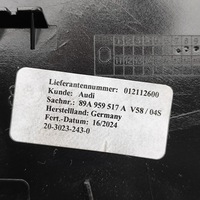 Lieferantennummer: 012112600
Kunde: Audi
Sachnr.: 89A 959 517 A V58 / 04S
Herstellland: Germany
Fert.-Datum: 16/2024
20-3023-243-0